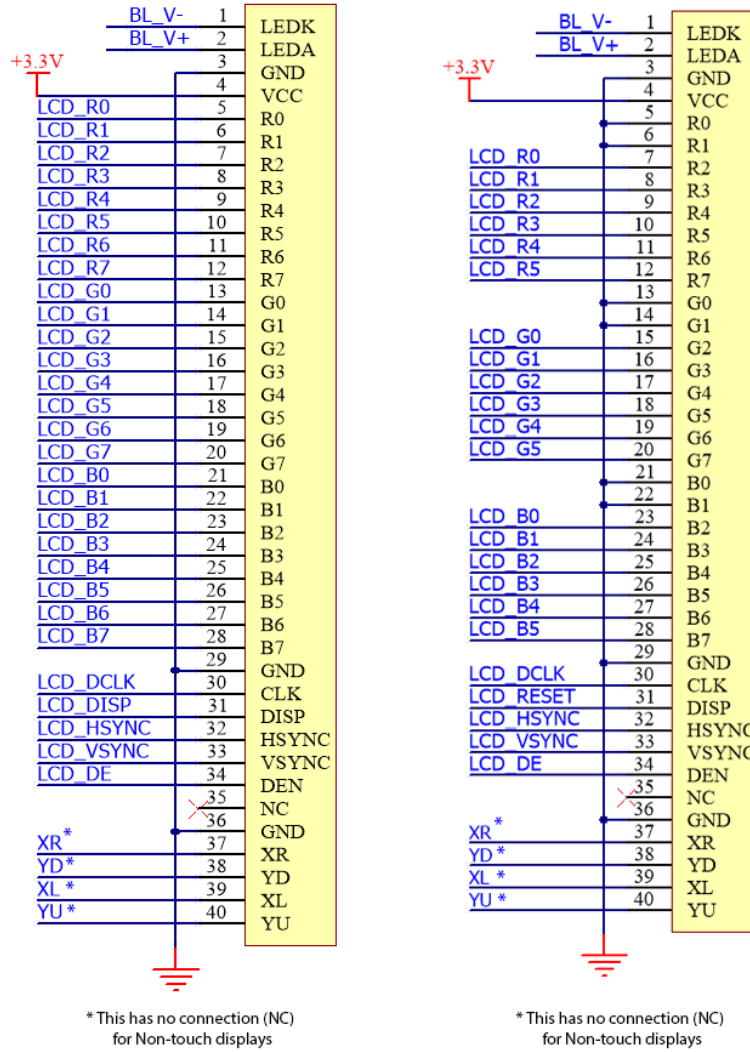 BL_V- 1 LEDK
BL_V+ 2 LEDA
+3.3V 3 GND
4 VCC
LCD_R0 5 R0
LCD_R1 6 R1
LCD_R2 7 R2
LCD_R3 8 R3
LCD_R4 9 R4
LCD_R5 10 R5
LCD_R6 11 R6
LCD_R7 12 R7
LCD_G0 13 G0
LCD_G1 14 G1
LCD_G2 15 G2
LCD_G3 16 G3
LCD_G4 17 G4
LCD_G5 18 G5
LCD_G6 19 G6
LCD_G7 20 G7
LCD_B0 21 B0
LCD_B1 22 B1
LCD_B2 23 B2
LCD_B3 24 B3
LCD_B4 25 B4
LCD_B5 26 B5
LCD_B6 27 B6
LCD_B7 28 B7
29 GND
LCD_DCLK 30 CLK
LCD_DISP 31 DISP
LCD_HSYNC 32 HSYNC
LCD_VSYNC 33 VSYNC
LCD_DE 34 DEN
35 NC
36 GND
XR* 37 XR
YD* 38 YD
XL* 39 XL
YU* 40 YU
* This has no connection (NC)
for Non-touch displays
BL_V- 1 LEDK
BL_V+ 2 LEDA
+3.3V 3 GND
4 VCC
5 R0
6 R1
LCD_R0 7 R2
LCD_R1 8 R3
LCD_R2 9 R4
LCD_R3 10 R5
LCD_R4 11 R6
LCD_R5 12 R7
13 G0
14 G1
LCD_G0 15 G2
LCD_G1 16 G3
LCD_G2 17 G4
LCD_G3 18 G5
LCD_G4 19 G6
LCD_G5 20 G7
21 B0
22 B1
LCD_B0 23 B2
LCD_B1 24 B3
LCD_B2 25 B4
LCD_B3 26 B5
LCD_B4 27 B6
LCD_B5 28 B7
29 GND
LCD_DCLK 30 CLK
LCD_RESET 31 DISP
LCD_HSYNC 32 HSYNC
LCD_VSYNC 33 VSYNC
LCD_DE 34 DEN
35 NC
36 GND
XR* 37 XR
YD* 38 YD
XL* 39 XL
YU* 40 YU
* This has no connection (NC)
for Non-touch displays